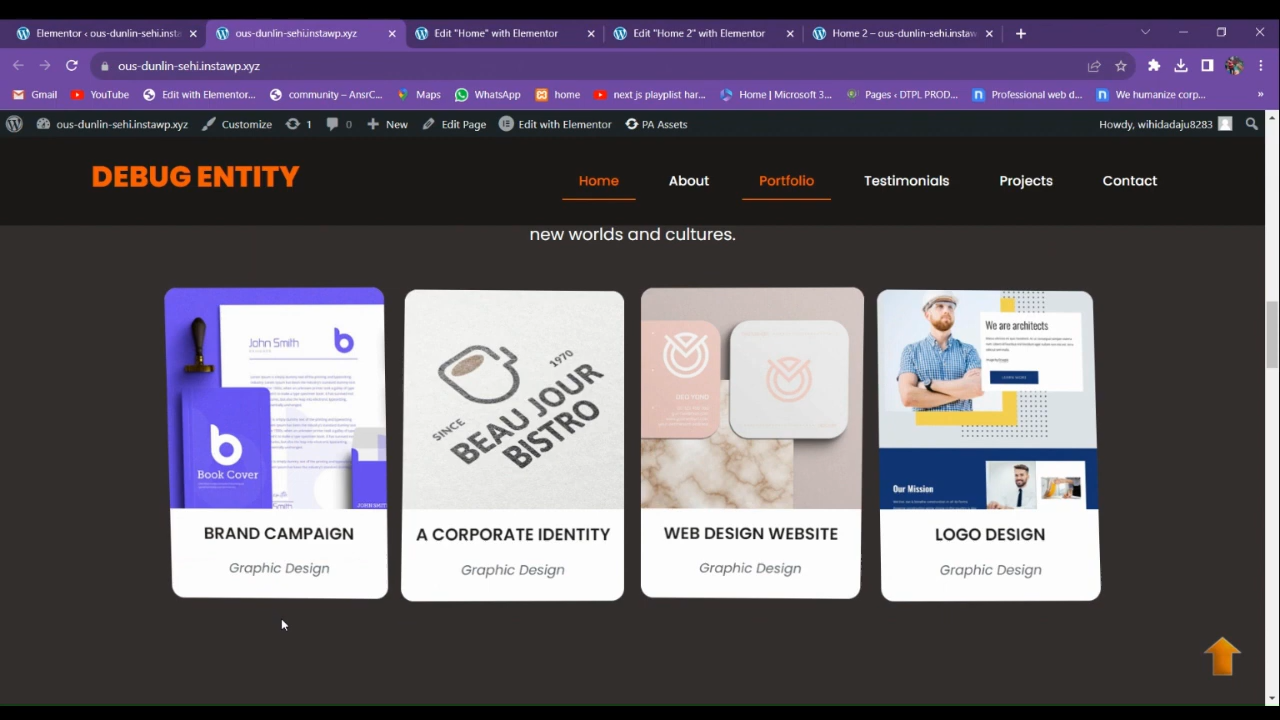 Elementor ‹ ous-dunlin-sehi.insta
ous-dunlin-sehi.instawp.xyz
Edit "Home" with Elementor
Edit "Home 2" with Elementor
Home 2 – ous-dunlin-sehi.instaw
ous-dunlin-sehi.instawp.xyz
Gmail
YouTube
Edit with Elementor...
community – AnsrC...
Maps
WhatsApp
home
next js playplist har...
Home | Microsoft 3...
Pages ‹ DTPL PROD...
Professional web d...
We humanize corp...
»
ous-dunlin-sehi.instawp.xyz
Customize
1
0
New
Edit Page
Edit with Elementor
PA Assets
Howdy, wihidadaju8283
DEBUG ENTITY
Home
About
Portfolio
Testimonials
Projects
Contact
new worlds and cultures.
John Smith
b
Book Cover
BRAND CAMPAIGN
Graphic Design
SINCE 1970
BEAU JOUR
BISTRO
A CORPORATE IDENTITY
Graphic Design
WEB DESIGN WEBSITE
Graphic Design
We are architects
Our Mission
LOGO DESIGN
Graphic Design